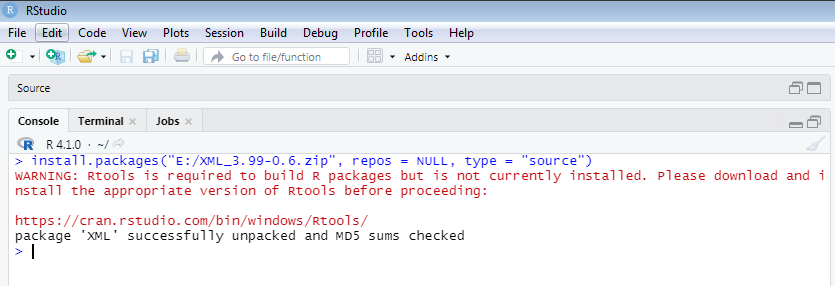 RStudio
File Edit Code View Plots Session Build Debug Profile Tools Help
Go to file/function Addins
Source
Console Terminal Jobs
R 4.1.0 · ~/
> install.packages("E:/XML_3.99-0.6.zip", repos = NULL, type = "source")
WARNING: Rtools is required to build R packages but is not currently installed. Please download and i
nstall the appropriate version of Rtools before proceeding:
https://cran.rstudio.com/bin/windows/Rtools/
package 'XML' successfully unpacked and MD5 sums checked
>